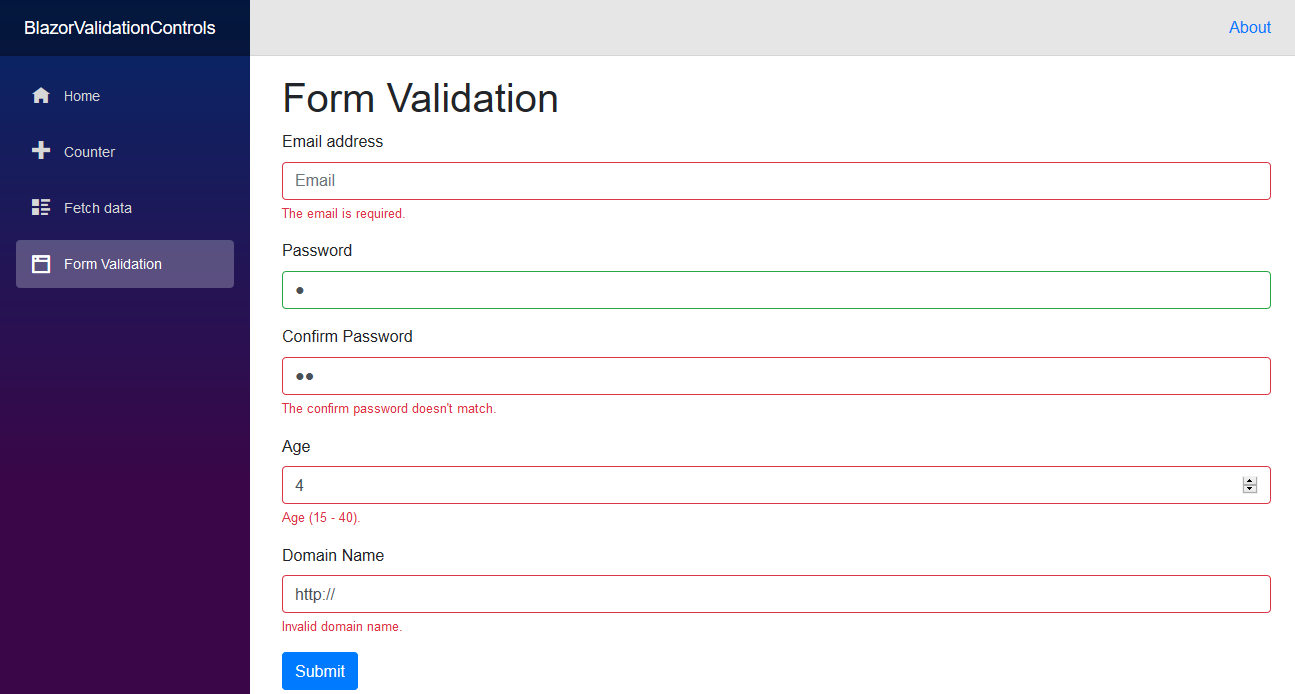 BlazorValidationControls
About
Home
Counter
Fetch data
Form Validation
Form Validation
Email address
Email
The email is required.
Password
●
Confirm Password
●●
The confirm password doesn't match.
Age
4
Age (15 - 40).
Domain Name
http://
Invalid domain name.
Submit